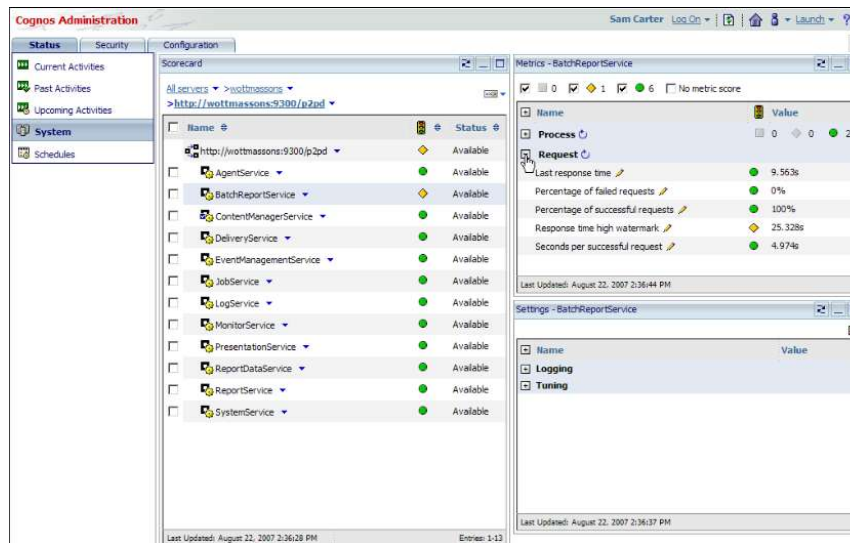 Cognos Administration
Sam Carter Log On Launch ?
Status Security Configuration
Current Activities
Past Activities
Upcoming Activities
System
Schedules
Scorecard
All servers >wottmassons
>http://wottmassons:9300/p2pd
Name Status
http://wottmassons:9300/p2pd Available
AgentService Available
BatchReportService Available
ContentManagerService Available
DeliveryService Available
EventManagementService Available
JobService Available
LogService Available
MonitorService Available
PresentationService Available
ReportDataService Available
ReportService Available
SystemService Available
Last Updated: August 22, 2007 2:36:28 PM Entries: 1-13
Metrics - BatchReportService
0 1 6 No metric score
Name Value
Process 0 0 2
Request
Last response time 9.563s
Percentage of failed requests 0%
Percentage of successful requests 100%
Response time high watermark 25.328s
Seconds per successful request 4.974s
Last Updated: August 22, 2007 2:36:44 PM
Settings - BatchReportService
Name Value
Logging
Tuning
Last Updated: August 22, 2007 2:36:37 PM